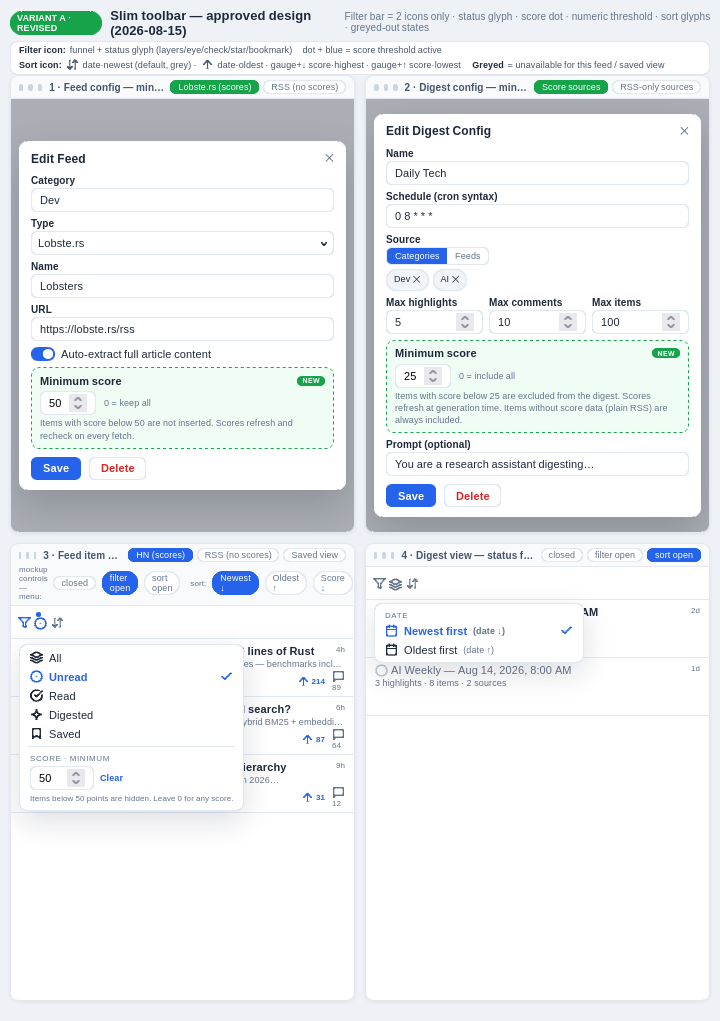 VARIANT A ·
REVISED
Slim toolbar — approved design
(2026-08-15)
Filter bar = 2 icons only · status glyph · score dot · numeric threshold · sort glyphs
· greyed-out states
Filter icon: funnel + status glyph (layers/eye/check/star/bookmark) dot + blue = score threshold active
Sort icon: date·newest (default, grey) · date·oldest · gauge+↓ score·highest · gauge+↑ score·lowest Greyed = unavailable for this feed / saved view
1 · Feed config — min… Lobste.rs (scores) RSS (no scores)
Edit Feed
Category
Dev
Type
Lobste.rs
Name
Lobsters
URL
https://lobste.rs/rss
Auto-extract full article content
Minimum score NEW
50 0 = keep all
Items with score below 50 are not inserted. Scores refresh and
recheck on every fetch.
Save Delete
2 · Digest config — min… Score sources RSS-only sources
Edit Digest Config
Name
Daily Tech
Schedule (cron syntax)
0 8 * * *
Source
Categories Feeds
Dev AI
Max highlights Max comments Max items
5 10 100
Minimum score NEW
25 0 = include all
Items with score below 25 are excluded from the digest. Scores
refresh at generation time. Items without score data (plain RSS) are
always included.
Prompt (optional)
You are a research assistant digesting…
Save Delete
3 · Feed item … HN (scores) RSS (no scores) Saved view
mockup
controls
—
menu:
closed
filter
open
sort
open
sort:
Newest
↓
Oldest
↑
Score
↓
lines of Rust 4h
es — benchmarks incl…
214
89
search? 6h
ybrid BM25 + embeddi…
87
64
ierarchy 9h
2026…
31
12
All
Unread
Read
Digested
Saved
SCORE · MINIMUM
50 Clear
Items below 50 points are hidden. Leave 0 for any score.
4 · Digest view — status f… closed filter open sort open
AM 2d
DATE
Newest first (date ↓)
Oldest first (date ↑)
AI Weekly — Aug 14, 2026, 8:00 AM 1d
3 highlights · 8 items · 2 sources